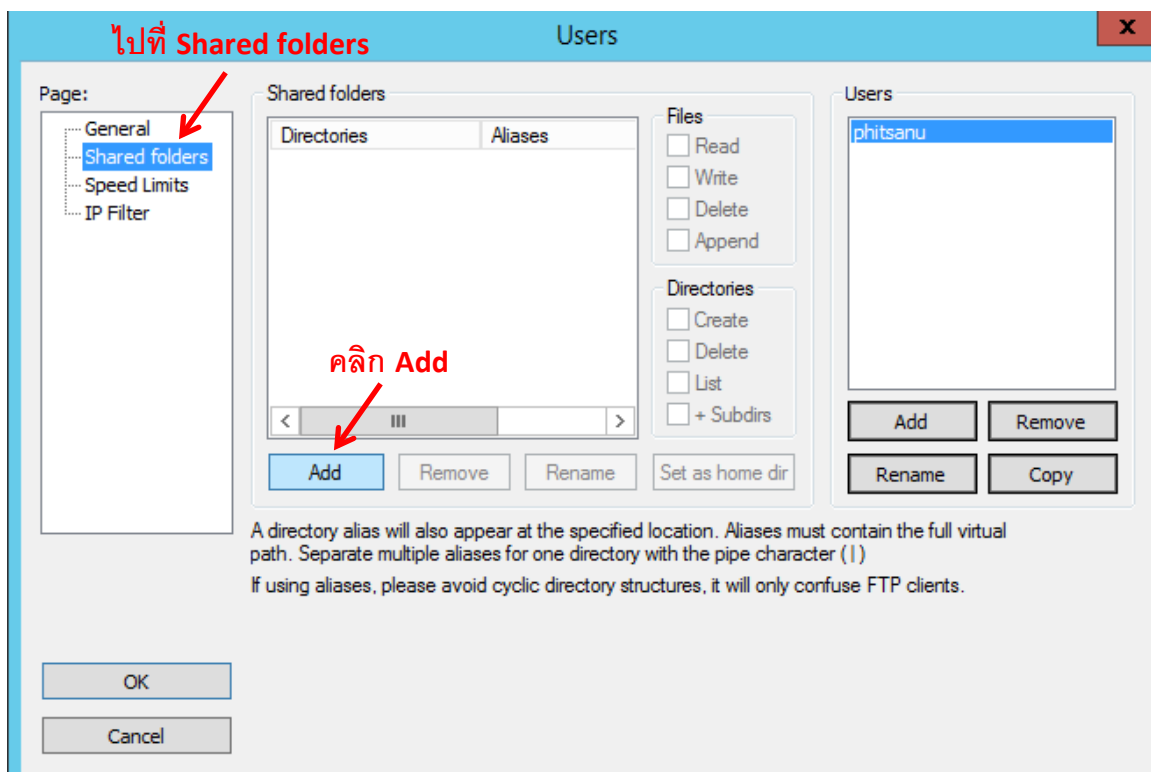 ไปที่ Shared folders
Users
x
Page:
General
Shared folders
Speed Limits
IP Filter
Shared folders
Directories
Aliases
Files
Read
Write
Delete
Append
Directories
Create
Delete
List
+ Subdirs
คลิก Add
Add
Remove
Rename
Set as home dir
Users
phitsanu
Add
Remove
Rename
Copy
A directory alias will also appear at the specified location. Aliases must contain the full virtual
path. Separate multiple aliases for one directory with the pipe character (|)
If using aliases, please avoid cyclic directory structures, it will only confuse FTP clients.
OK
Cancel